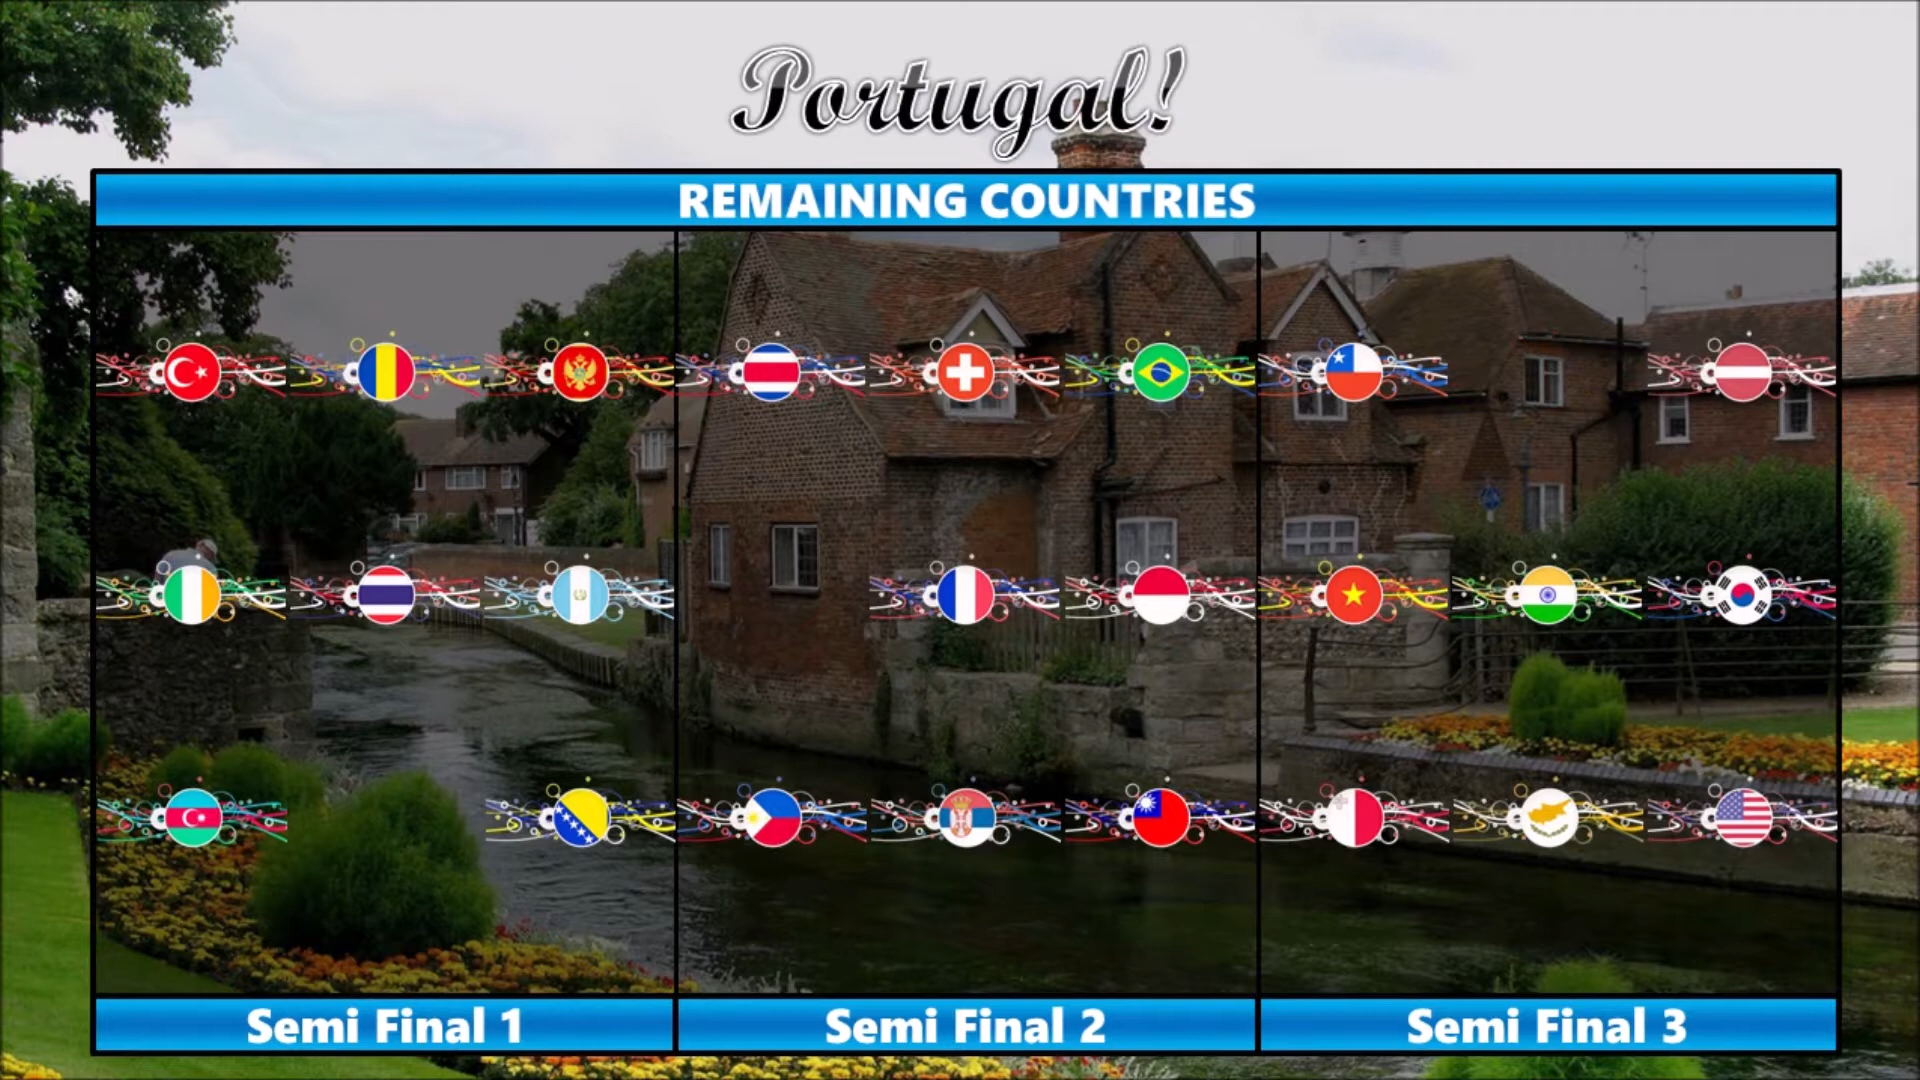 Portugal!
REMAINING COUNTRIES
Semi Final 1
Semi Final 2
Semi Final 3